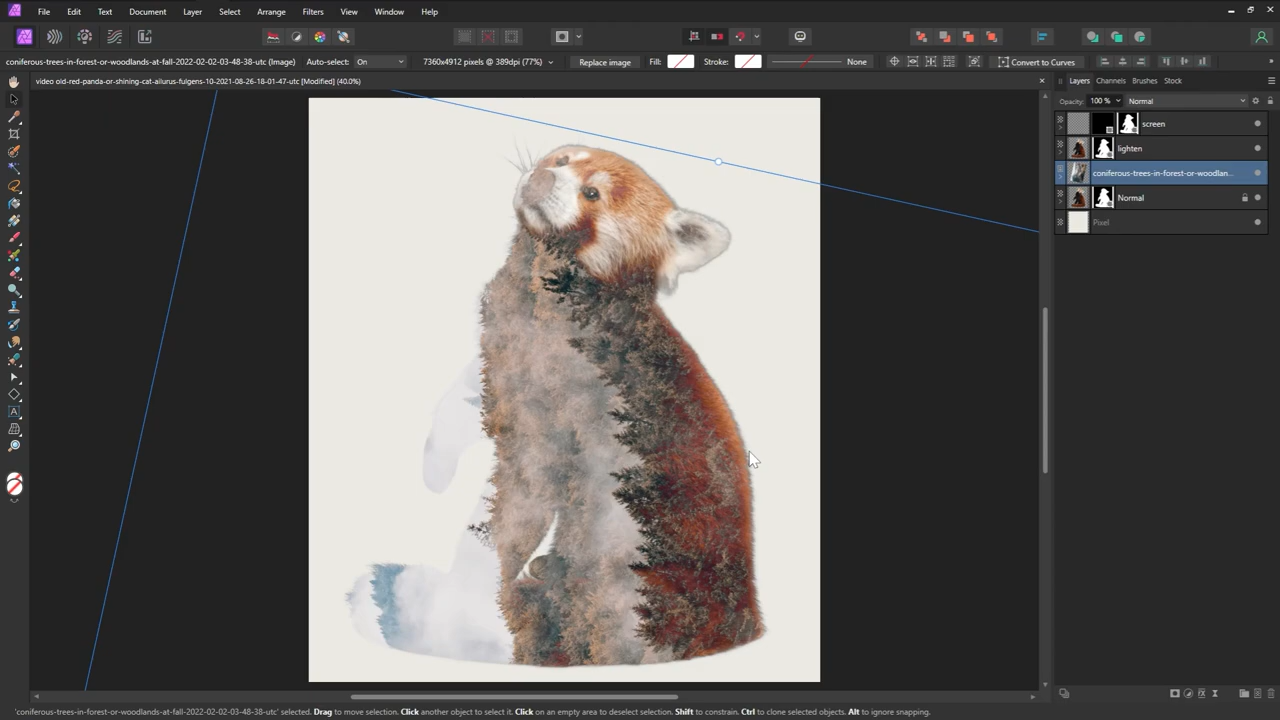 File Edit Text Document Layer Select Arrange Filters View Window Help
coniferous-trees-in-forest-or-woodlands-at-fall-2022-02-02-03-48-38-utc (Image) Auto-select: On 7360x4912 pixels @ 389dpi (77%) Replace image Fill: Stroke: None Convert to Curves
video old-red-panda-or-shining-cat-ailurus-fulgens-10-2021-08-26-18-01-47-utc [Modified] (40.0%)
Layers Channels Brushes Stock
Opacity: 100 % Normal
screen
lighten
coniferous-trees-in-forest-or-woodlan...
Normal
Pixel
'coniferous-trees-in-forest-or-woodlands-at-fall-2022-02-02-03-48-38-utc' selected. Drag to move selection. Click another object to select it. Click on an empty area to deselect selection. Shift to constrain. Ctrl to clone selected objects. Alt to ignore snapping.